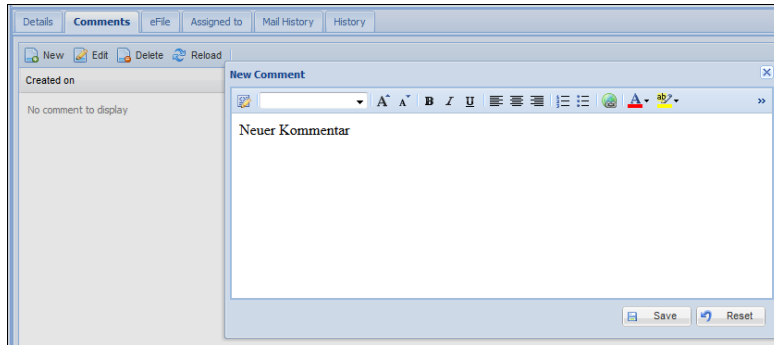 Details Comments eFile Assigned to Mail History History
New Edit Delete Reload
Created on
No comment to display
New Comment
A A B I U A ab
Neuer Kommentar
Save Reset